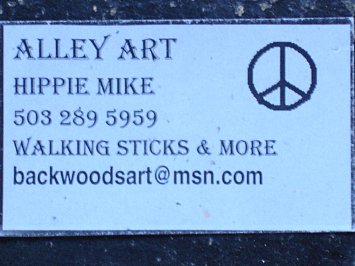 ALLEY ART
HIPPIE MIKE
503 289 5959
WALKING STICKS & MORE
backwoodsart@msn.com